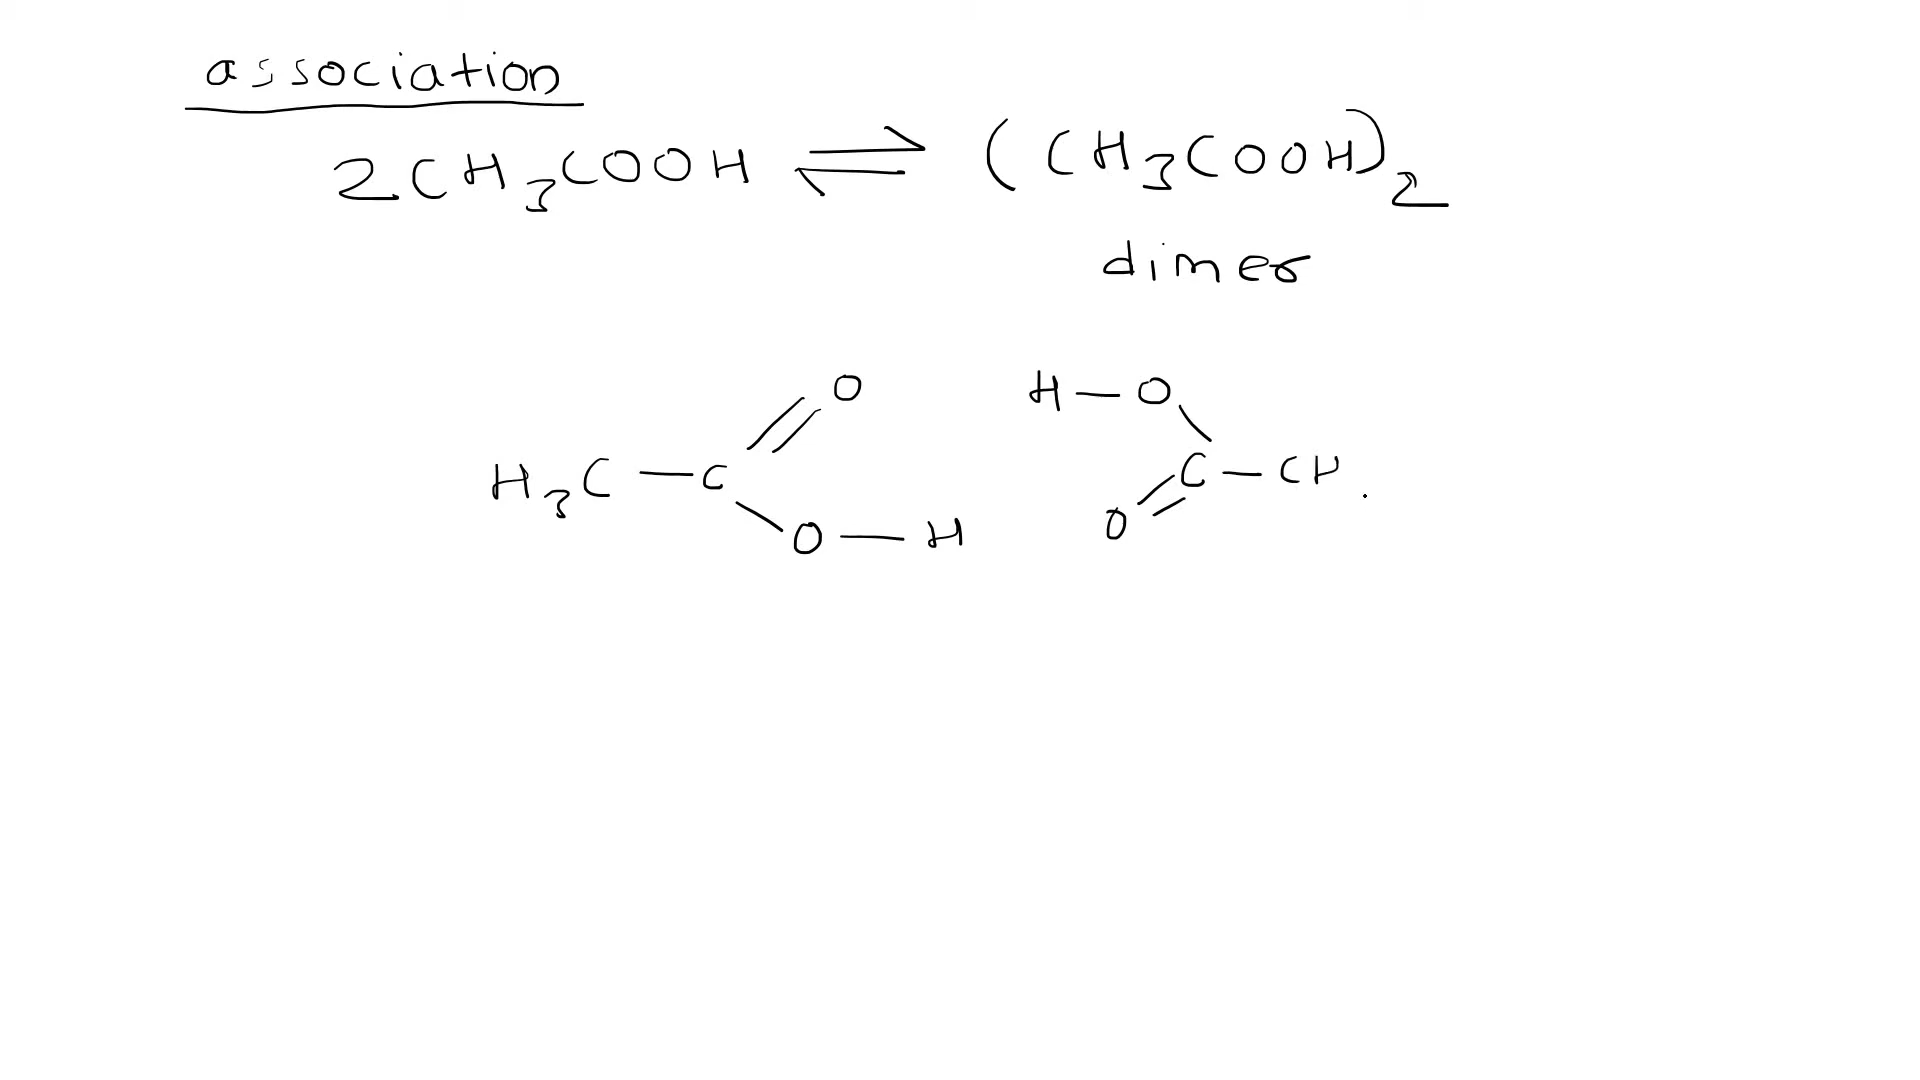 association
2CH₃COOH ⇌ (CH₃COOH)₂
dimer
O H — O
H₃C — C C — CH
O — H O